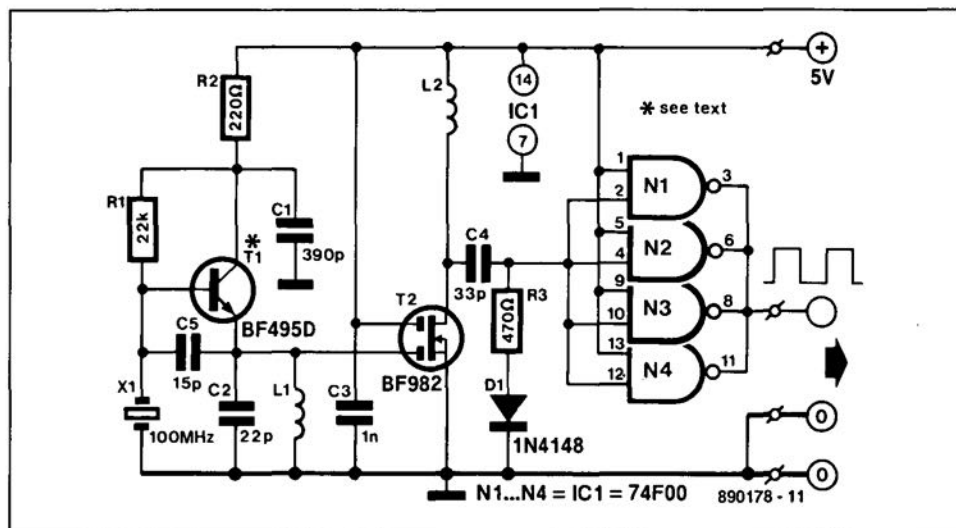 R2
220Ω
R1
22k
*
T1
BF495D
C1
390p
C5
15p
X1
100MHz
C2
22p
L1
C3
1n
L2
T2
BF982
C4
33p
R3
470Ω
D1
1N4148
14
IC1
7
+
5V
* see text
1
2
N1
3
5
4
N2
6
9
10
N3
8
13
12
N4
11
0
0
N1...N4 = IC1 = 74F00
890178 - 11